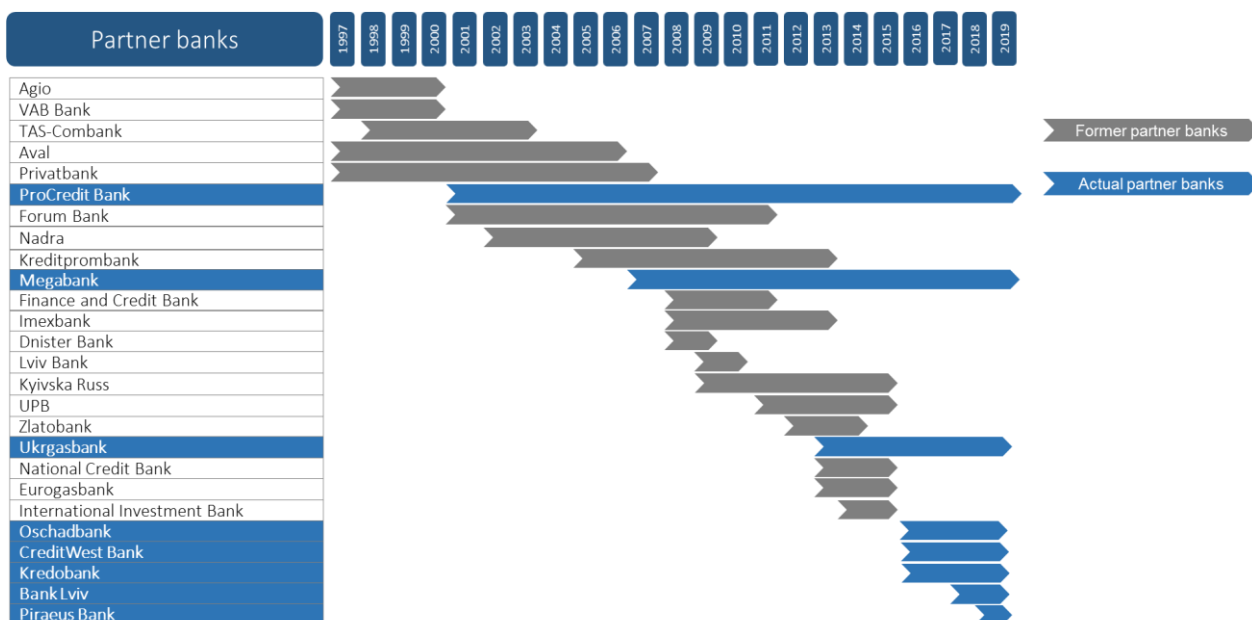 Partner banks 1997 1998 1999 2000 2001 2002 2003 2004 2005 2006 2007 2008 2009 2010 2011 2012 2013 2014 2015 2016 2017 2018 2019
Agio
VAB Bank
TAS-Combank
Former partner banks
Aval
Privatbank
ProCredit Bank
Actual partner banks
Forum Bank
Nadra
Kreditprombank
Megabank
Finance and Credit Bank
Imexbank
Dnister Bank
Lviv Bank
Kyivska Russ
UPB
Zlatobank
Ukrgasbank
National Credit Bank
Eurogasbank
International Investment Bank
Oschadbank
CreditWest Bank
Kredobank
Bank Lviv
Piraeus Bank